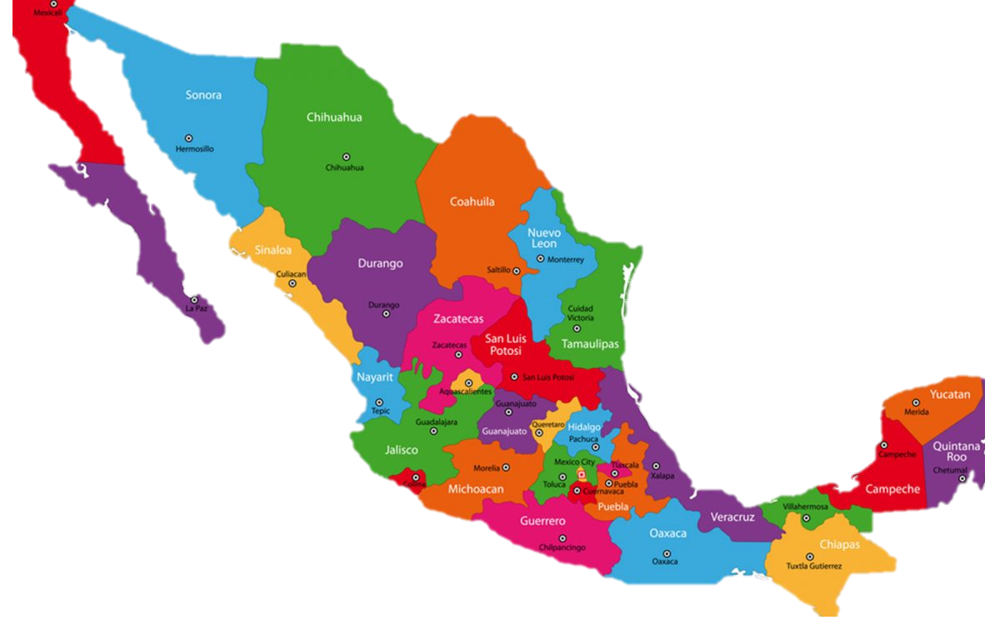 Mexicali
Sonora
Hermosillo
Chihuahua
Chihuahua
Coahuila
Saltillo
Nuevo
Leon
Monterrey
Sinaloa
Culiacan
Durango
Durango
La Paz
Cuidad
Victoria
Tamaulipas
Zacatecas
Zacatecas
San Luis
Potosi
San Luis Potosi
Nayarit
Tepic
Aguascalientes
Guanajuato
Guanajuato
Queretaro
Hidalgo
Pachuca
Guadalajara
Jalisco
Colima
Morelia
Michoacan
Mexico City
Toluca
Tlaxcala
Puebla
Cuernavaca
Puebla
Xalapa
Veracruz
Guerrero
Chilpancingo
Oaxaca
Oaxaca
Villahermosa
Chiapas
Tuxtla Gutierrez
Yucatan
Merida
Campeche
Campeche
Quintana
Roo
Chetumal